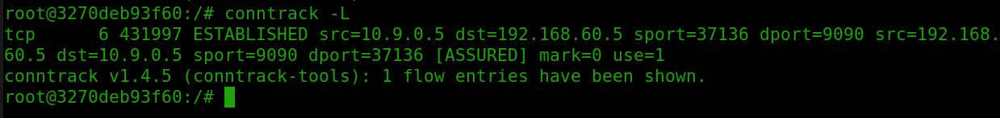 root@3270deb93f60:/# conntrack -L
tcp      6 431997 ESTABLISHED src=10.9.0.5 dst=192.168.60.5 sport=37136 dport=9090 src=192.168.
60.5 dst=10.9.0.5 sport=9090 dport=37136 [ASSURED] mark=0 use=1
conntrack v1.4.5 (conntrack-tools): 1 flow entries have been shown.
root@3270deb93f60:/#